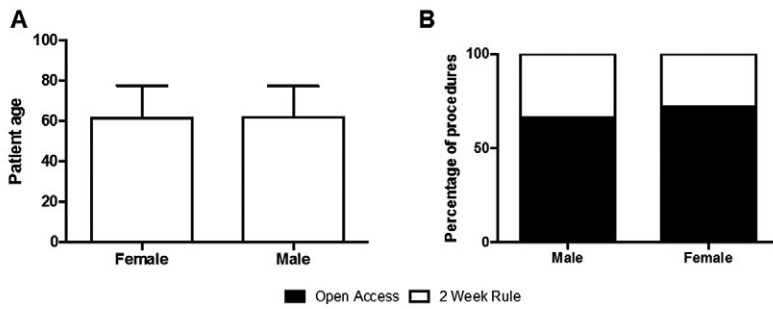 A
Patient age
100
80
60
40
20
0
Female Male
B
Percentage of procedures
100
50
0
Male Female
Open Access 2 Week Rule